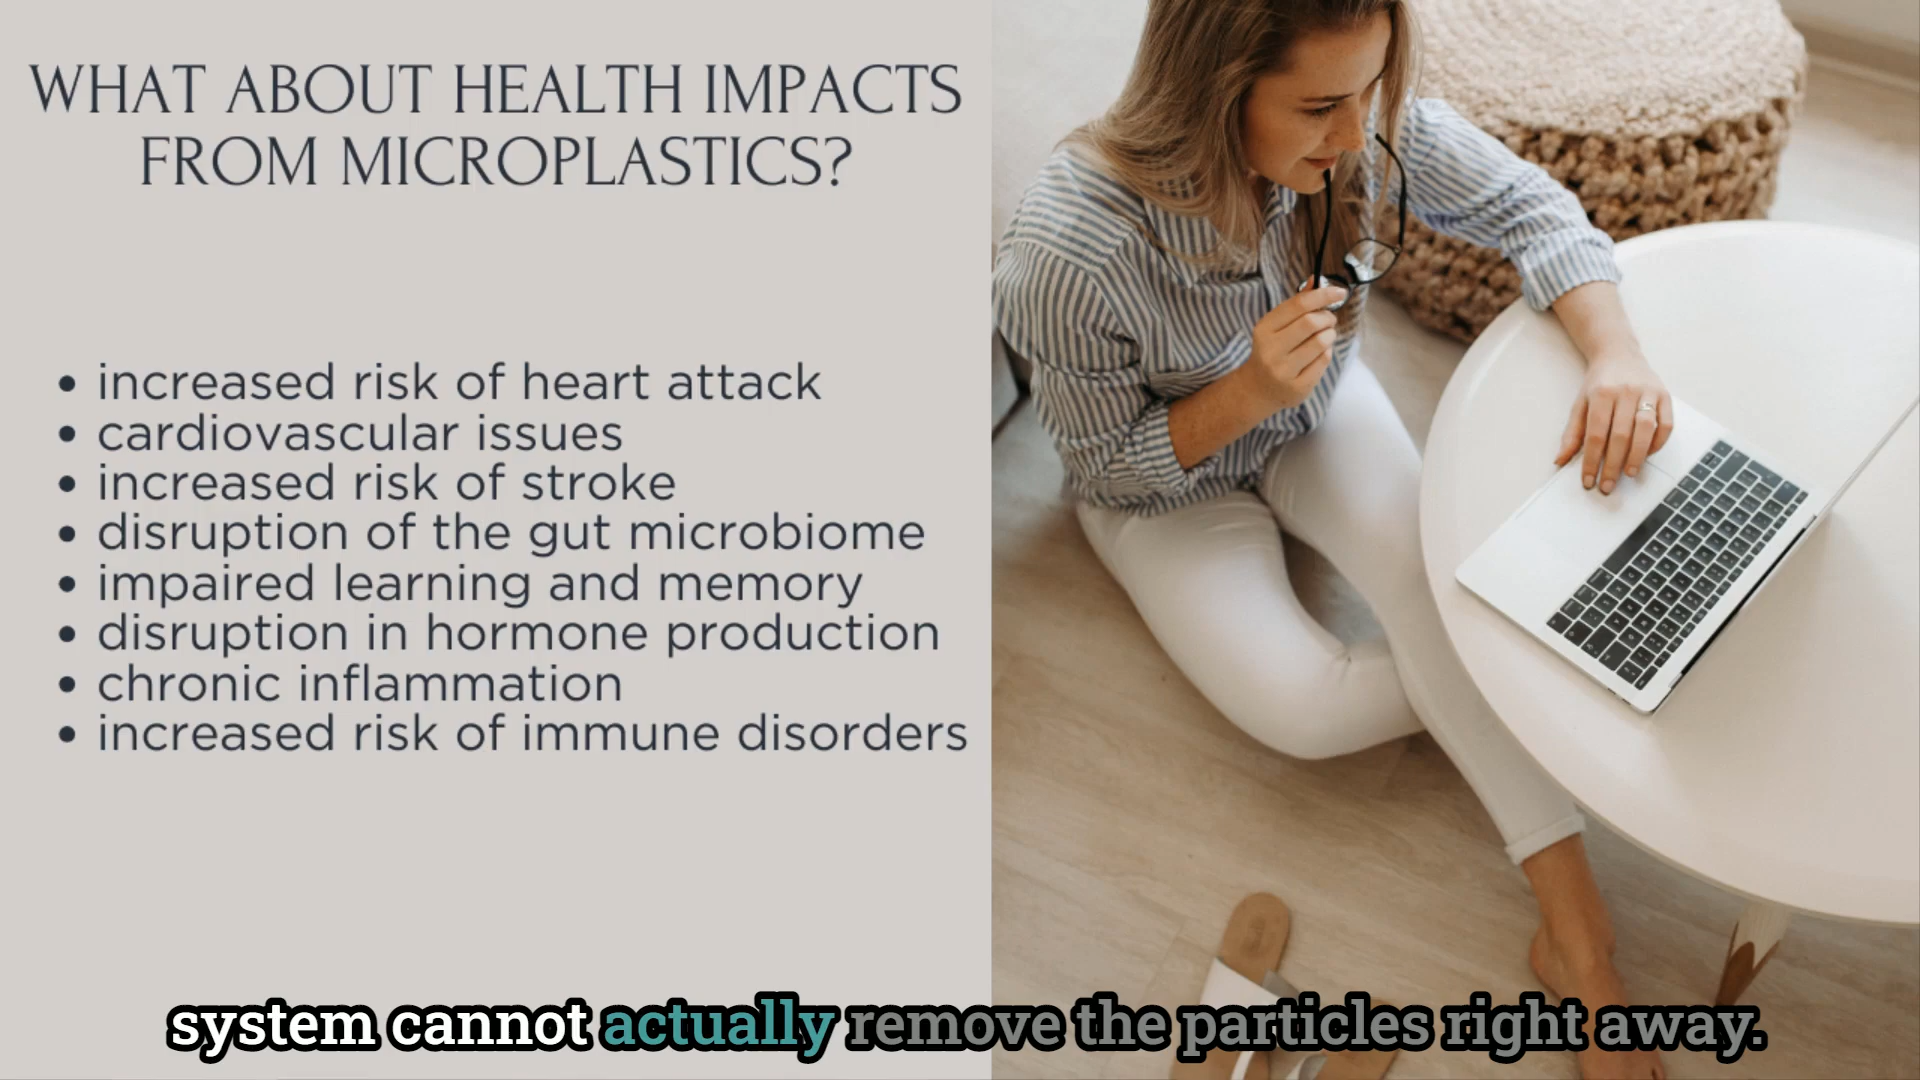 WHAT ABOUT HEALTH IMPACTS
FROM MICROPLASTICS?
• increased risk of heart attack
• cardiovascular issues
• increased risk of stroke
• disruption of the gut microbiome
• impaired learning and memory
• disruption in hormone production
• chronic inflammation
• increased risk of immune disorders
system cannot actually remove the particles right away.